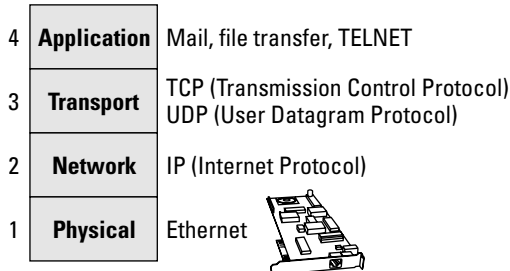 4 Application Mail, file transfer, TELNET
3 Transport TCP (Transmission Control Protocol)
UDP (User Datagram Protocol)
2 Network IP (Internet Protocol)
1 Physical Ethernet